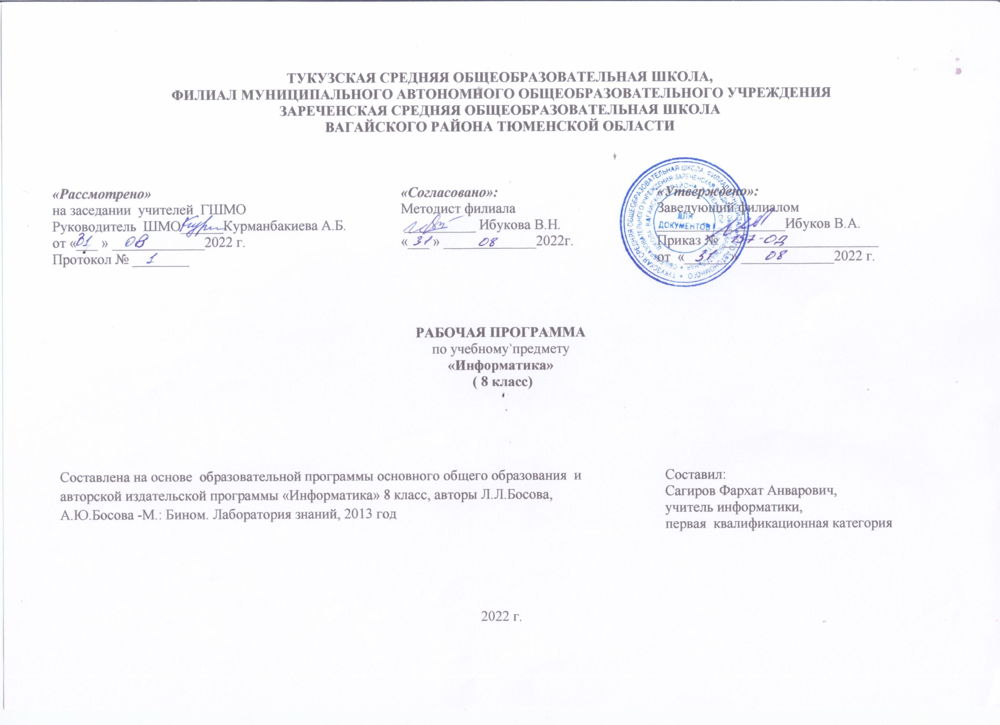 ТУКУЗСКАЯ СРЕДНЯЯ ОБЩЕОБРАЗОВАТЕЛЬНАЯ ШКОЛА,
ФИЛИАЛ МУНИЦИПАЛЬНОГО АВТОНОМНОГО ОБЩЕОБРАЗОВАТЕЛЬНОГО УЧРЕЖДЕНИЯ
ЗАРЕЧЕНСКАЯ СРЕДНЯЯ ОБЩЕОБРАЗОВАТЕЛЬНАЯ ШКОЛА
ВАГАЙСКОГО РАЙОНА ТЮМЕНСКОЙ ОБЛАСТИ
«Рассмотрено»
на заседании учителей ГШМО
Руководитель ШМО Курманбакиева А.Б.
от «31» 08 2022 г.
Протокол № 1
«Согласовано»:
Методист филиала
Ибукова В.Н.
«31» 08 2022г.
«Утверждено»:
Заведующий филиалом
Ибуков В.А.
Приказ № 157-ОД
от «31» 08 2022 г.
ДЛЯ
ДОКУМЕНТОВ
РАБОЧАЯ ПРОГРАММА
по учебному предмету
«Информатика»
( 8 класс)
Составлена на основе образовательной программы основного общего образования и
авторской издательской программы «Информатика» 8 класс, авторы Л.Л.Босова,
А.Ю.Босова -М.: Бином. Лаборатория знаний, 2013 год
Составил:
Сагиров Фархат Анварович,
учитель информатики,
первая квалификационная категория
2022 г.